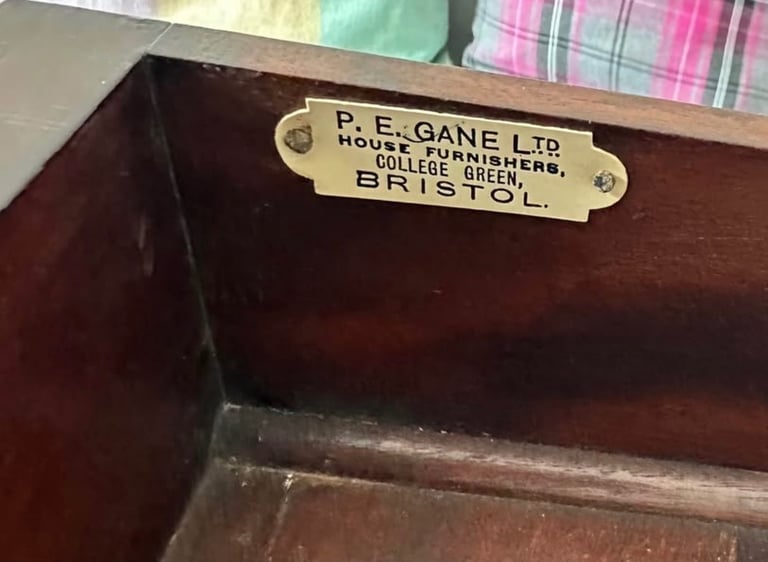 P. E. GANE LTD
HOUSE FURNISHERS,
COLLEGE GREEN,
BRISTOL.